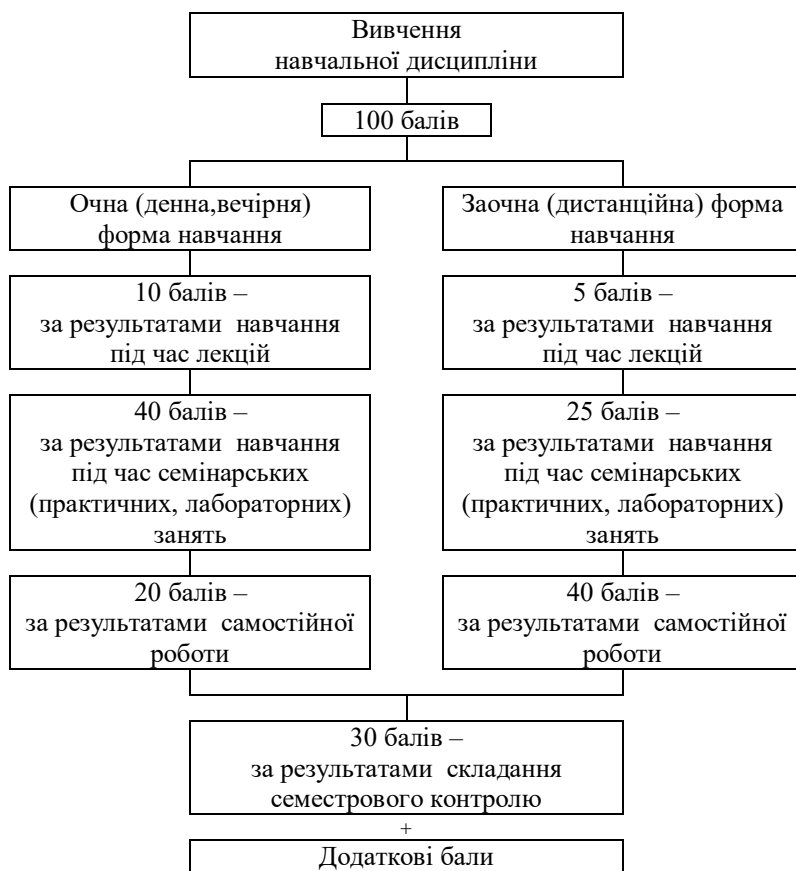 Вивчення
навчальної дисципліни
100 балів
Очна (денна,вечірня)
форма навчання
10 балів –
за результатами навчання
під час лекцій
40 балів –
за результатами навчання
під час семінарських
(практичних, лабораторних)
занять
20 балів –
за результатами самостійної
роботи
Заочна (дистанційна) форма
навчання
5 балів –
за результатами навчання
під час лекцій
25 балів –
за результатами навчання
під час семінарських
(практичних, лабораторних)
занять
40 балів –
за результатами самостійної
роботи
30 балів –
за результатами складання
семестрового контролю
+
Додаткові бали